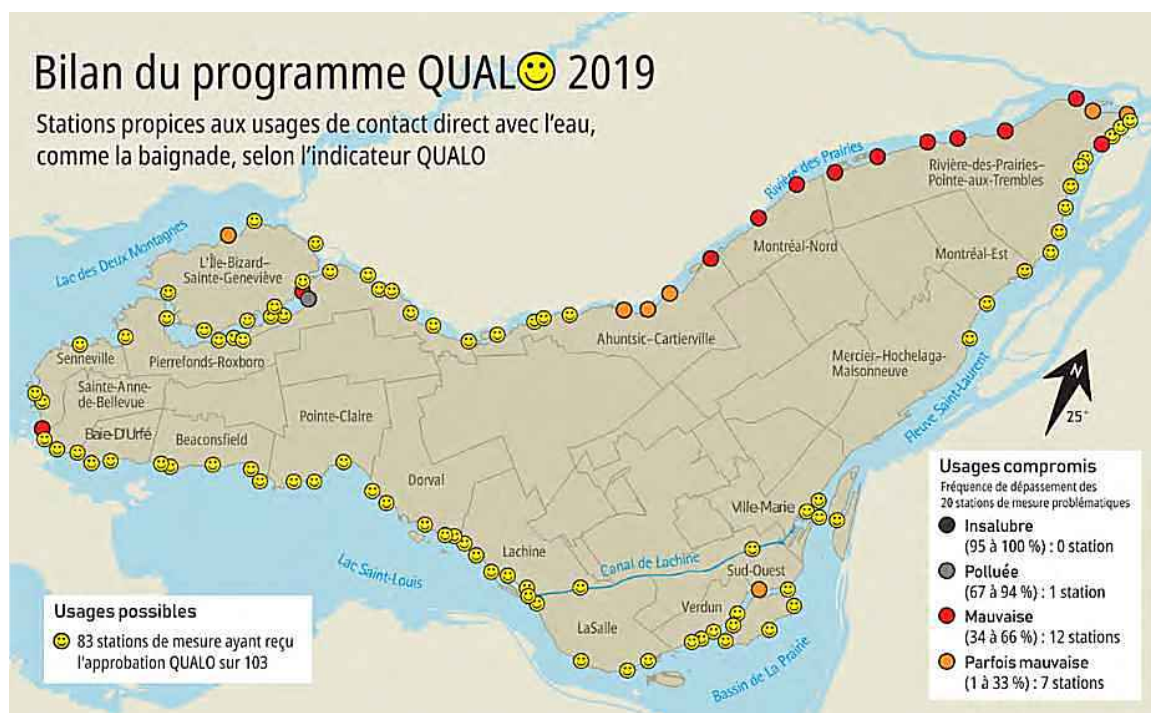 Bilan du programme QUALO 2019
Stations propices aux usages de contact direct avec l'eau,
comme la baignade, selon l'indicateur QUALO
Rivière des Prairies
Rivière-des-Prairies–
Pointe-aux-Trembles
Lac des Deux Montagnes
L'Île-Bizard–
Sainte-Geneviève
Montréal-Nord
Montréal-Est
Ahuntsic–Cartierville
Senneville
Pierrefonds-Roxboro
Mercier–Hochelaga-
Maisonneuve
Sainte-Anne-
de-Bellevue
Pointe-Claire
Fleuve Saint-Laurent
N
25°
Baie-D'Urfé
Beaconsfield
Dorval
Ville-Marie
Lachine
Canal de Lachine
Lac Saint-Louis
Sud-Ouest
Verdun
LaSalle
Bassin de La Prairie
Usages possibles
83 stations de mesure ayant reçu
l'approbation QUALO sur 103
Usages compromis
Fréquence de dépassement des
20 stations de mesure problématiques
Insalubre
(95 à 100 %) : 0 station
Polluée
(67 à 94 %) : 1 station
Mauvaise
(34 à 66 %) : 12 stations
Parfois mauvaise
(1 à 33 %) : 7 stations